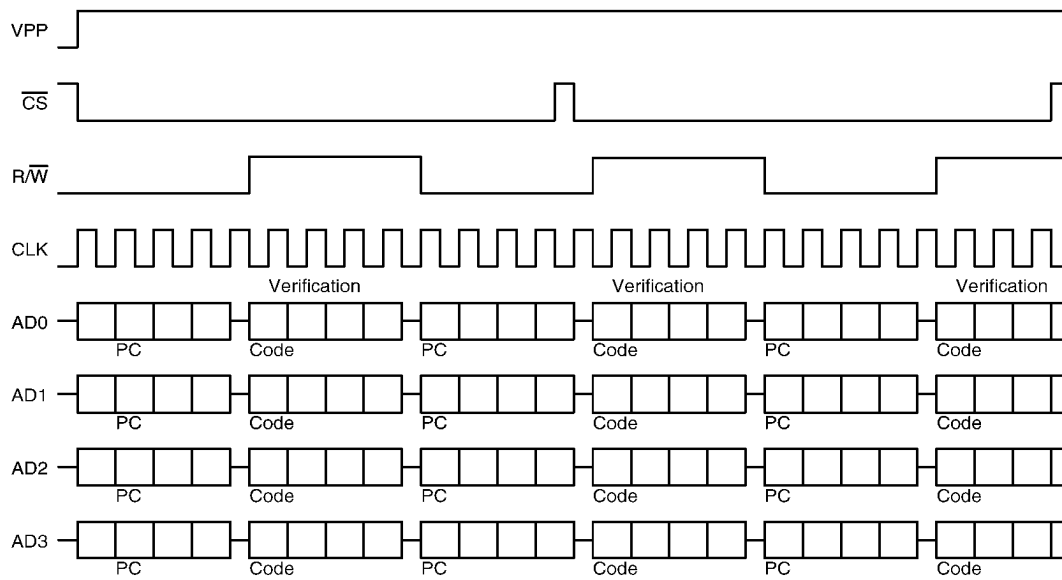 VPP
C̅S̅
R/W̅
CLK
Verification Verification Verification
AD0
PC Code PC Code PC Code
AD1
PC Code PC Code PC Code
AD2
PC Code PC Code PC Code
AD3
PC Code PC Code PC Code